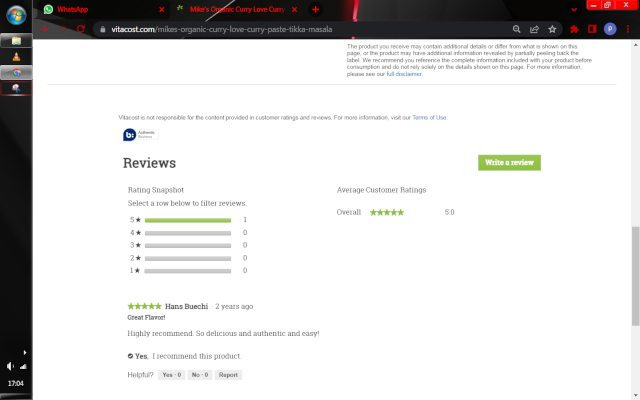 WhatsApp
Mike's Organic Curry Love Curry
vitacost.com/mikes-organic-curry-love-curry-paste-tikka-masala
P
The product you receive may contain additional details or differ from what is shown on this
page, or the product may have additional information revealed by partially peeling back the
label. We recommend you reference the complete information included with your product before
consumption and do not rely solely on the details shown on this page. For more information,
please see our full disclaimer.
Vitacost is not responsible for the content provided in customer ratings and reviews. For more information, visit our Terms of Use.
b:
Authentic
Reviews
Reviews
Write a review
Rating Snapshot
Average Customer Ratings
Select a row below to filter reviews.
Overall ★★★★★ 5.0
5 ★ 1
4 ★ 0
3 ★ 0
2 ★ 0
1 ★ 0
★★★★★ Hans Buechi · 2 years ago
Great Flavor!
Highly recommend. So delicious and authentic and easy!
Yes, I recommend this product.
Helpful? Yes · 0 No · 0 Report
17:04